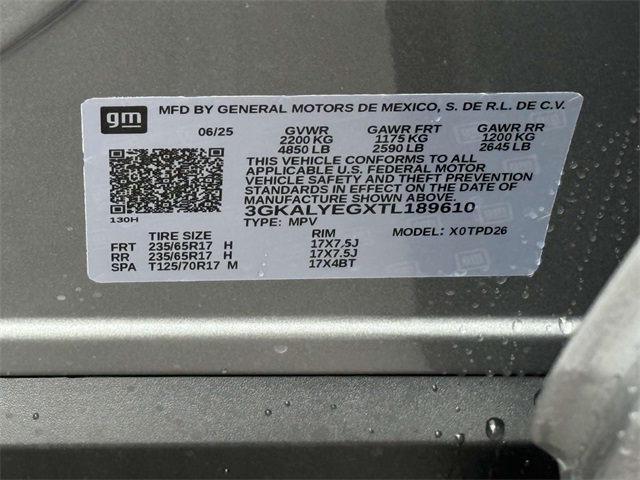 gm MFD BY GENERAL MOTORS DE MEXICO, S. DE R.L. DE C.V.
06/25 GVWR GAWR FRT GAWR RR
2200 KG 1175 KG 1200 KG
4850 LB 2590 LB 2645 LB
THIS VEHICLE CONFORMS TO ALL
APPLICABLE U.S. FEDERAL MOTOR
VEHICLE SAFETY AND THEFT PREVENTION
STANDARDS IN EFFECT ON THE DATE OF
MANUFACTURE SHOWN ABOVE.
3GKALYEGXTL189610
130H TYPE: MPV MODEL: X0TPD26
TIRE SIZE RIM
FRT 235/65R17 H 17X7.5J
RR 235/65R17 H 17X7.5J
SPA T125/70R17 M 17X4BT